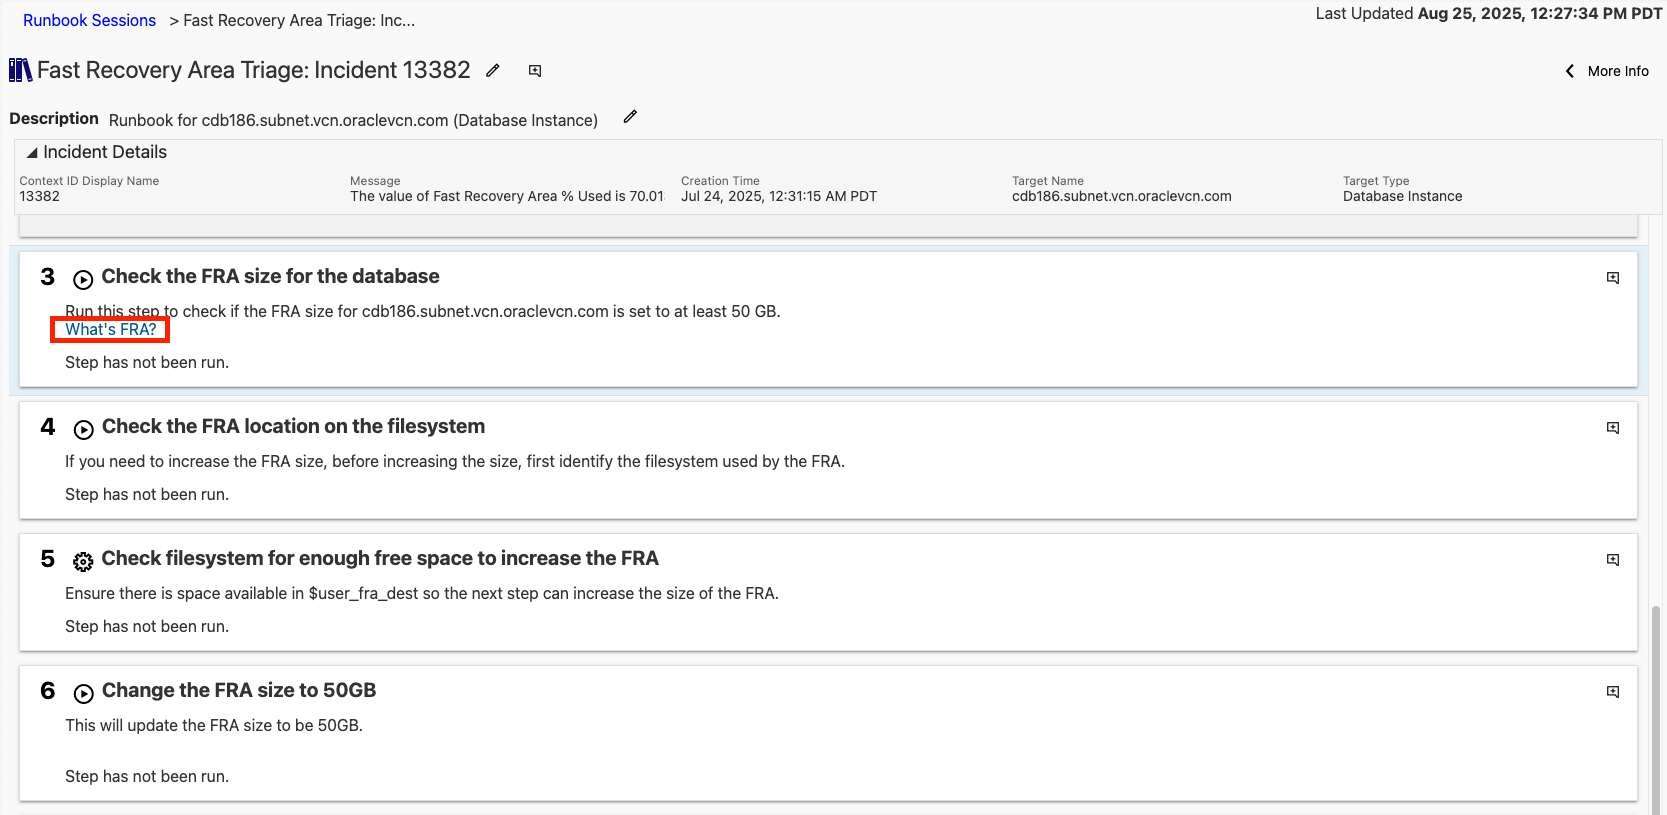 Runbook Sessions > Fast Recovery Area Triage: Inc...
Last Updated Aug 25, 2025, 12:27:34 PM PDT
Fast Recovery Area Triage: Incident 13382
More Info
Description Runbook for cdb186.subnet.vcn.oraclevcn.com (Database Instance)
Incident Details
Context ID Display Name
13382
Message
The value of Fast Recovery Area % Used is 70.01
Creation Time
Jul 24, 2025, 12:31:15 AM PDT
Target Name
cdb186.subnet.vcn.oraclevcn.com
Target Type
Database Instance
3 Check the FRA size for the database
Run this step to check if the FRA size for cdb186.subnet.vcn.oraclevcn.com is set to at least 50 GB.
What's FRA?
Step has not been run.
4 Check the FRA location on the filesystem
If you need to increase the FRA size, before increasing the size, first identify the filesystem used by the FRA.
Step has not been run.
5 Check filesystem for enough free space to increase the FRA
Ensure there is space available in $user_fra_dest so the next step can increase the size of the FRA.
Step has not been run.
6 Change the FRA size to 50GB
This will update the FRA size to be 50GB.
Step has not been run.